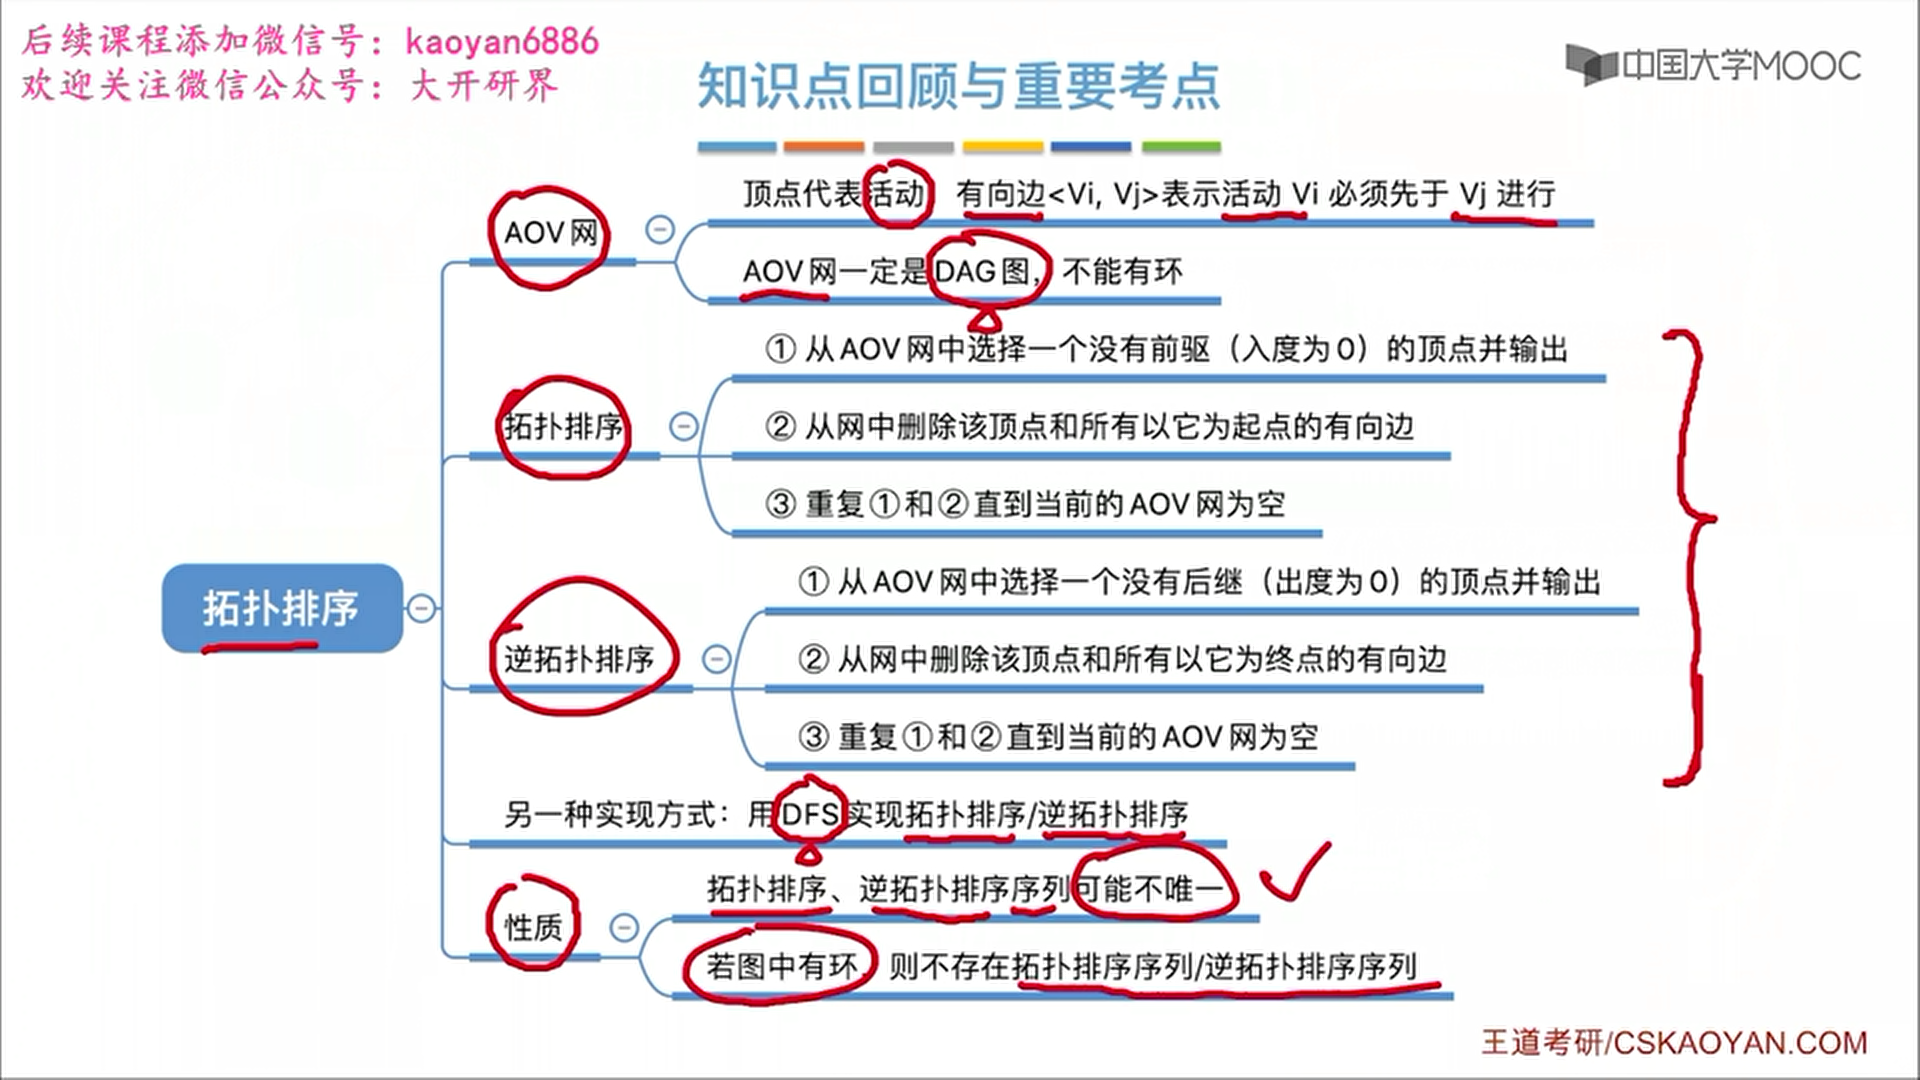 后续课程添加微信号：kaoyan6886
欢迎关注微信公众号：大开研界
中国大学MOOC
知识点回顾与重要考点
拓扑排序
AOV网
顶点代表活动 有向边<Vi, Vj>表示活动 Vi 必须先于 Vj 进行
AOV网一定是DAG图，不能有环
拓扑排序
① 从AOV网中选择一个没有前驱（入度为0）的顶点并输出
② 从网中删除该顶点和所有以它为起点的有向边
③ 重复①和②直到当前的AOV网为空
逆拓扑排序
① 从AOV网中选择一个没有后继（出度为0）的顶点并输出
② 从网中删除该顶点和所有以它为终点的有向边
③ 重复①和②直到当前的AOV网为空
另一种实现方式：用DFS实现拓扑排序/逆拓扑排序
性质
拓扑排序、逆拓扑排序序列可能不唯一
若图中有环，则不存在拓扑排序序列/逆拓扑排序序列
王道考研/CSKAOYAN.COM